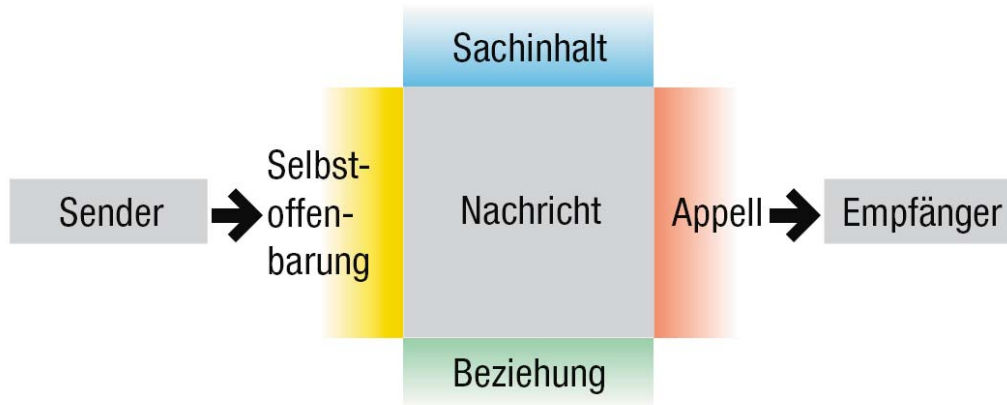 Sachinhalt
Sender
Selbst-
offen-
barung
Nachricht
Appell
Empfänger
Beziehung